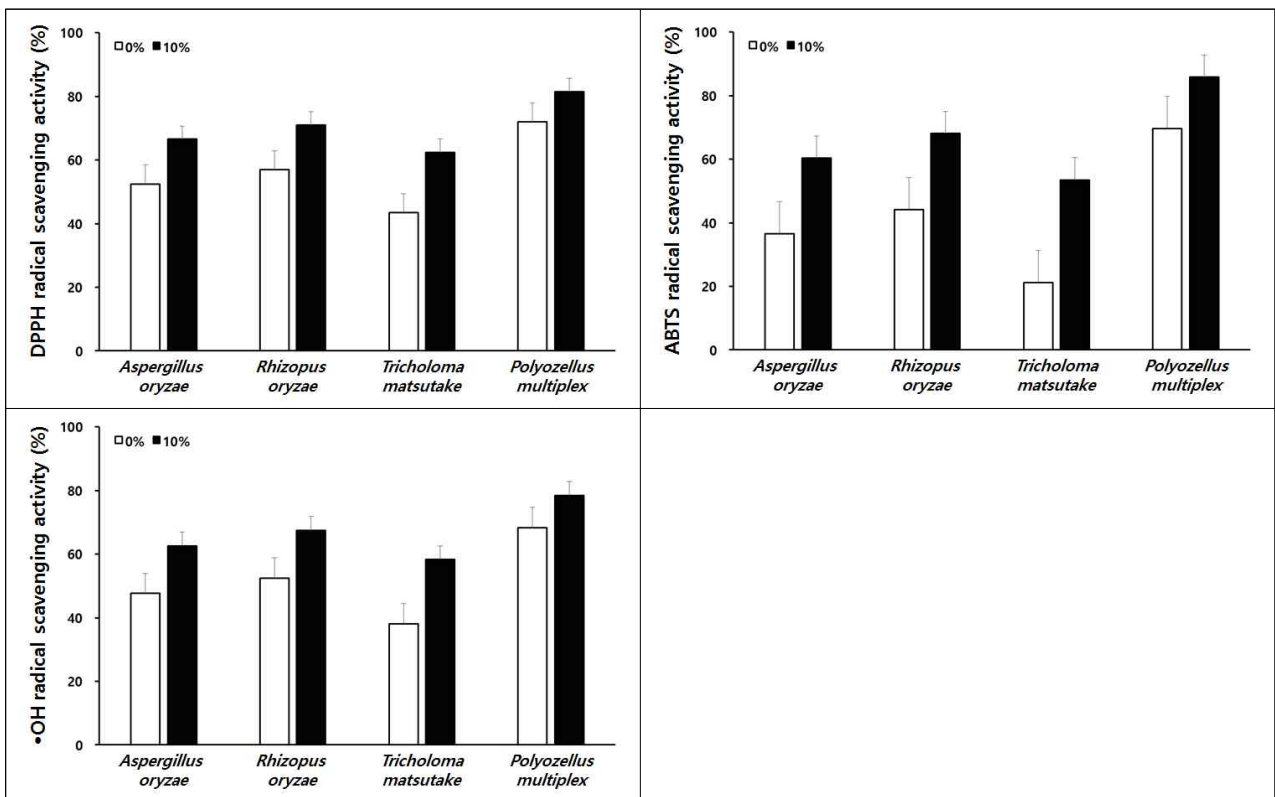 DPPH radical scavenging activity (%)
100
80
60
40
20
0
0% 10%
Aspergillus oryzae
Rhizopus oryzae
Tricholoma matsutake
Polyozellus multiplex
ABTS radical scavenging activity (%)
100
80
60
40
20
0
0% 10%
Aspergillus oryzae
Rhizopus oryzae
Tricholoma matsutake
Polyozellus multiplex
•OH radical scavenging activity (%)
100
80
60
40
20
0
0% 10%
Aspergillus oryzae
Rhizopus oryzae
Tricholoma matsutake
Polyozellus multiplex